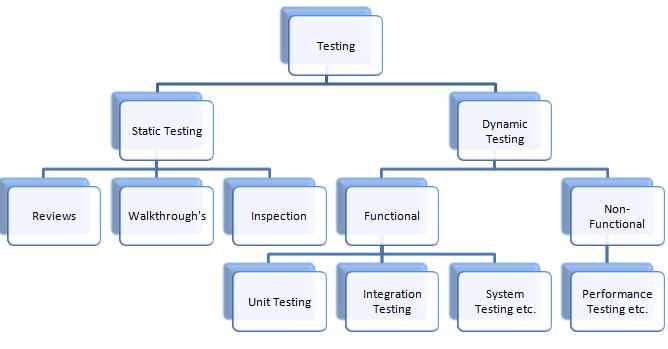 Testing
Static Testing
Dynamic
Testing
Reviews
Walkthrough's
Inspection
Functional
Non-
Functional
Unit Testing
Integration
Testing
System
Testing etc.
Performance
Testing etc.